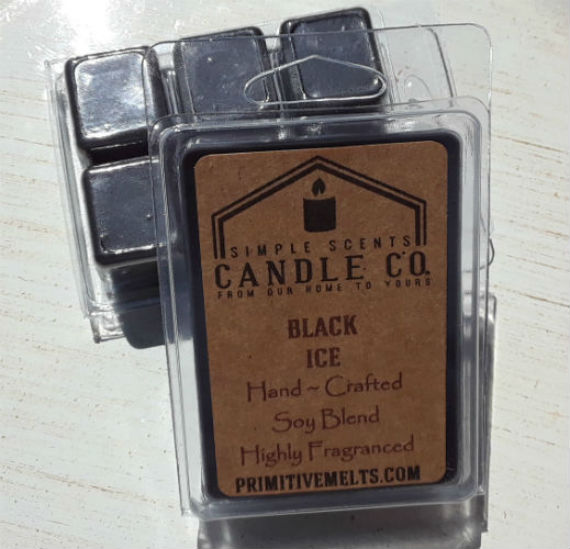 SIMPLE SCENTS
CANDLE CO.
FROM OUR HOME TO YOURS
BLACK
ICE
Hand ~ Crafted
Soy Blend
Highly Fragranced
PRIMITIVEMELTS.COM